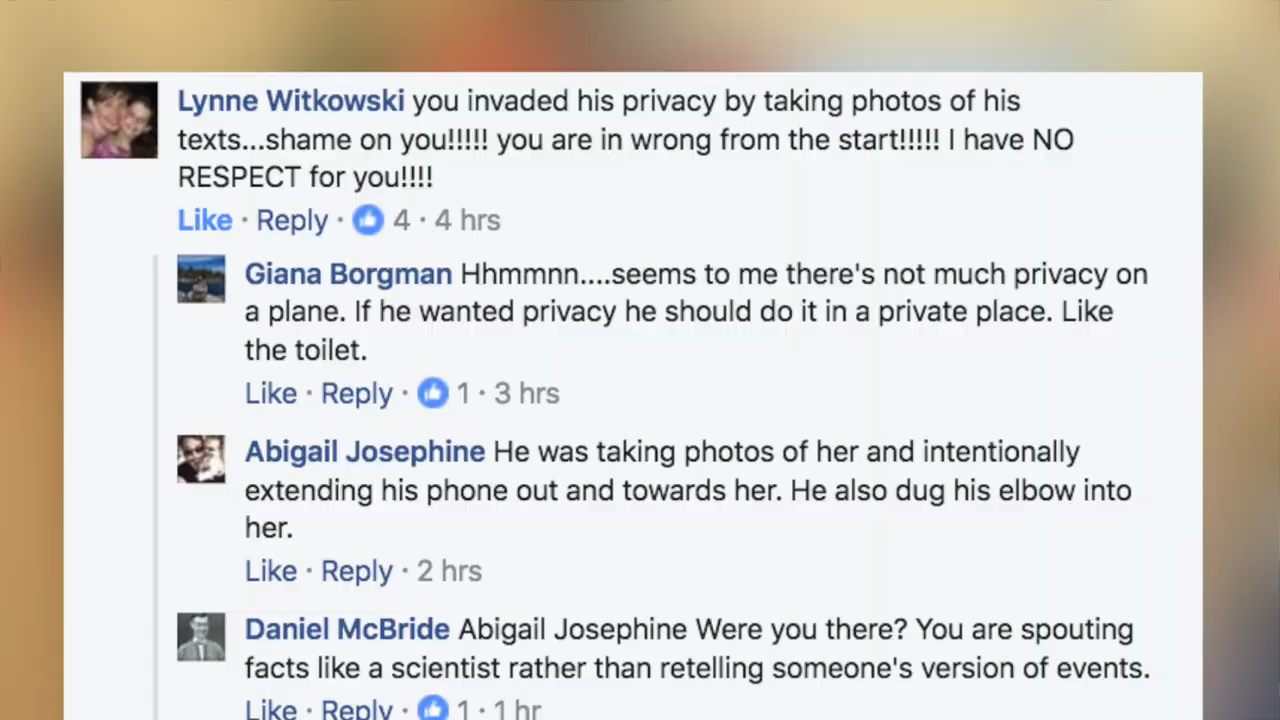 Lynne Witkowski you invaded his privacy by taking photos of his
texts...shame on you!!!!! you are in wrong from the start!!!!! I have NO
RESPECT for you!!!!
Like · Reply · 4 · 4 hrs
Giana Borgman Hhmmnn....seems to me there's not much privacy on
a plane. If he wanted privacy he should do it in a private place. Like
the toilet.
Like · Reply · 1 · 3 hrs
Abigail Josephine He was taking photos of her and intentionally
extending his phone out and towards her. He also dug his elbow into
her.
Like · Reply · 2 hrs
Daniel McBride Abigail Josephine Were you there? You are spouting
facts like a scientist rather than retelling someone's version of events.
Like · Reply · 1 · 1 hr